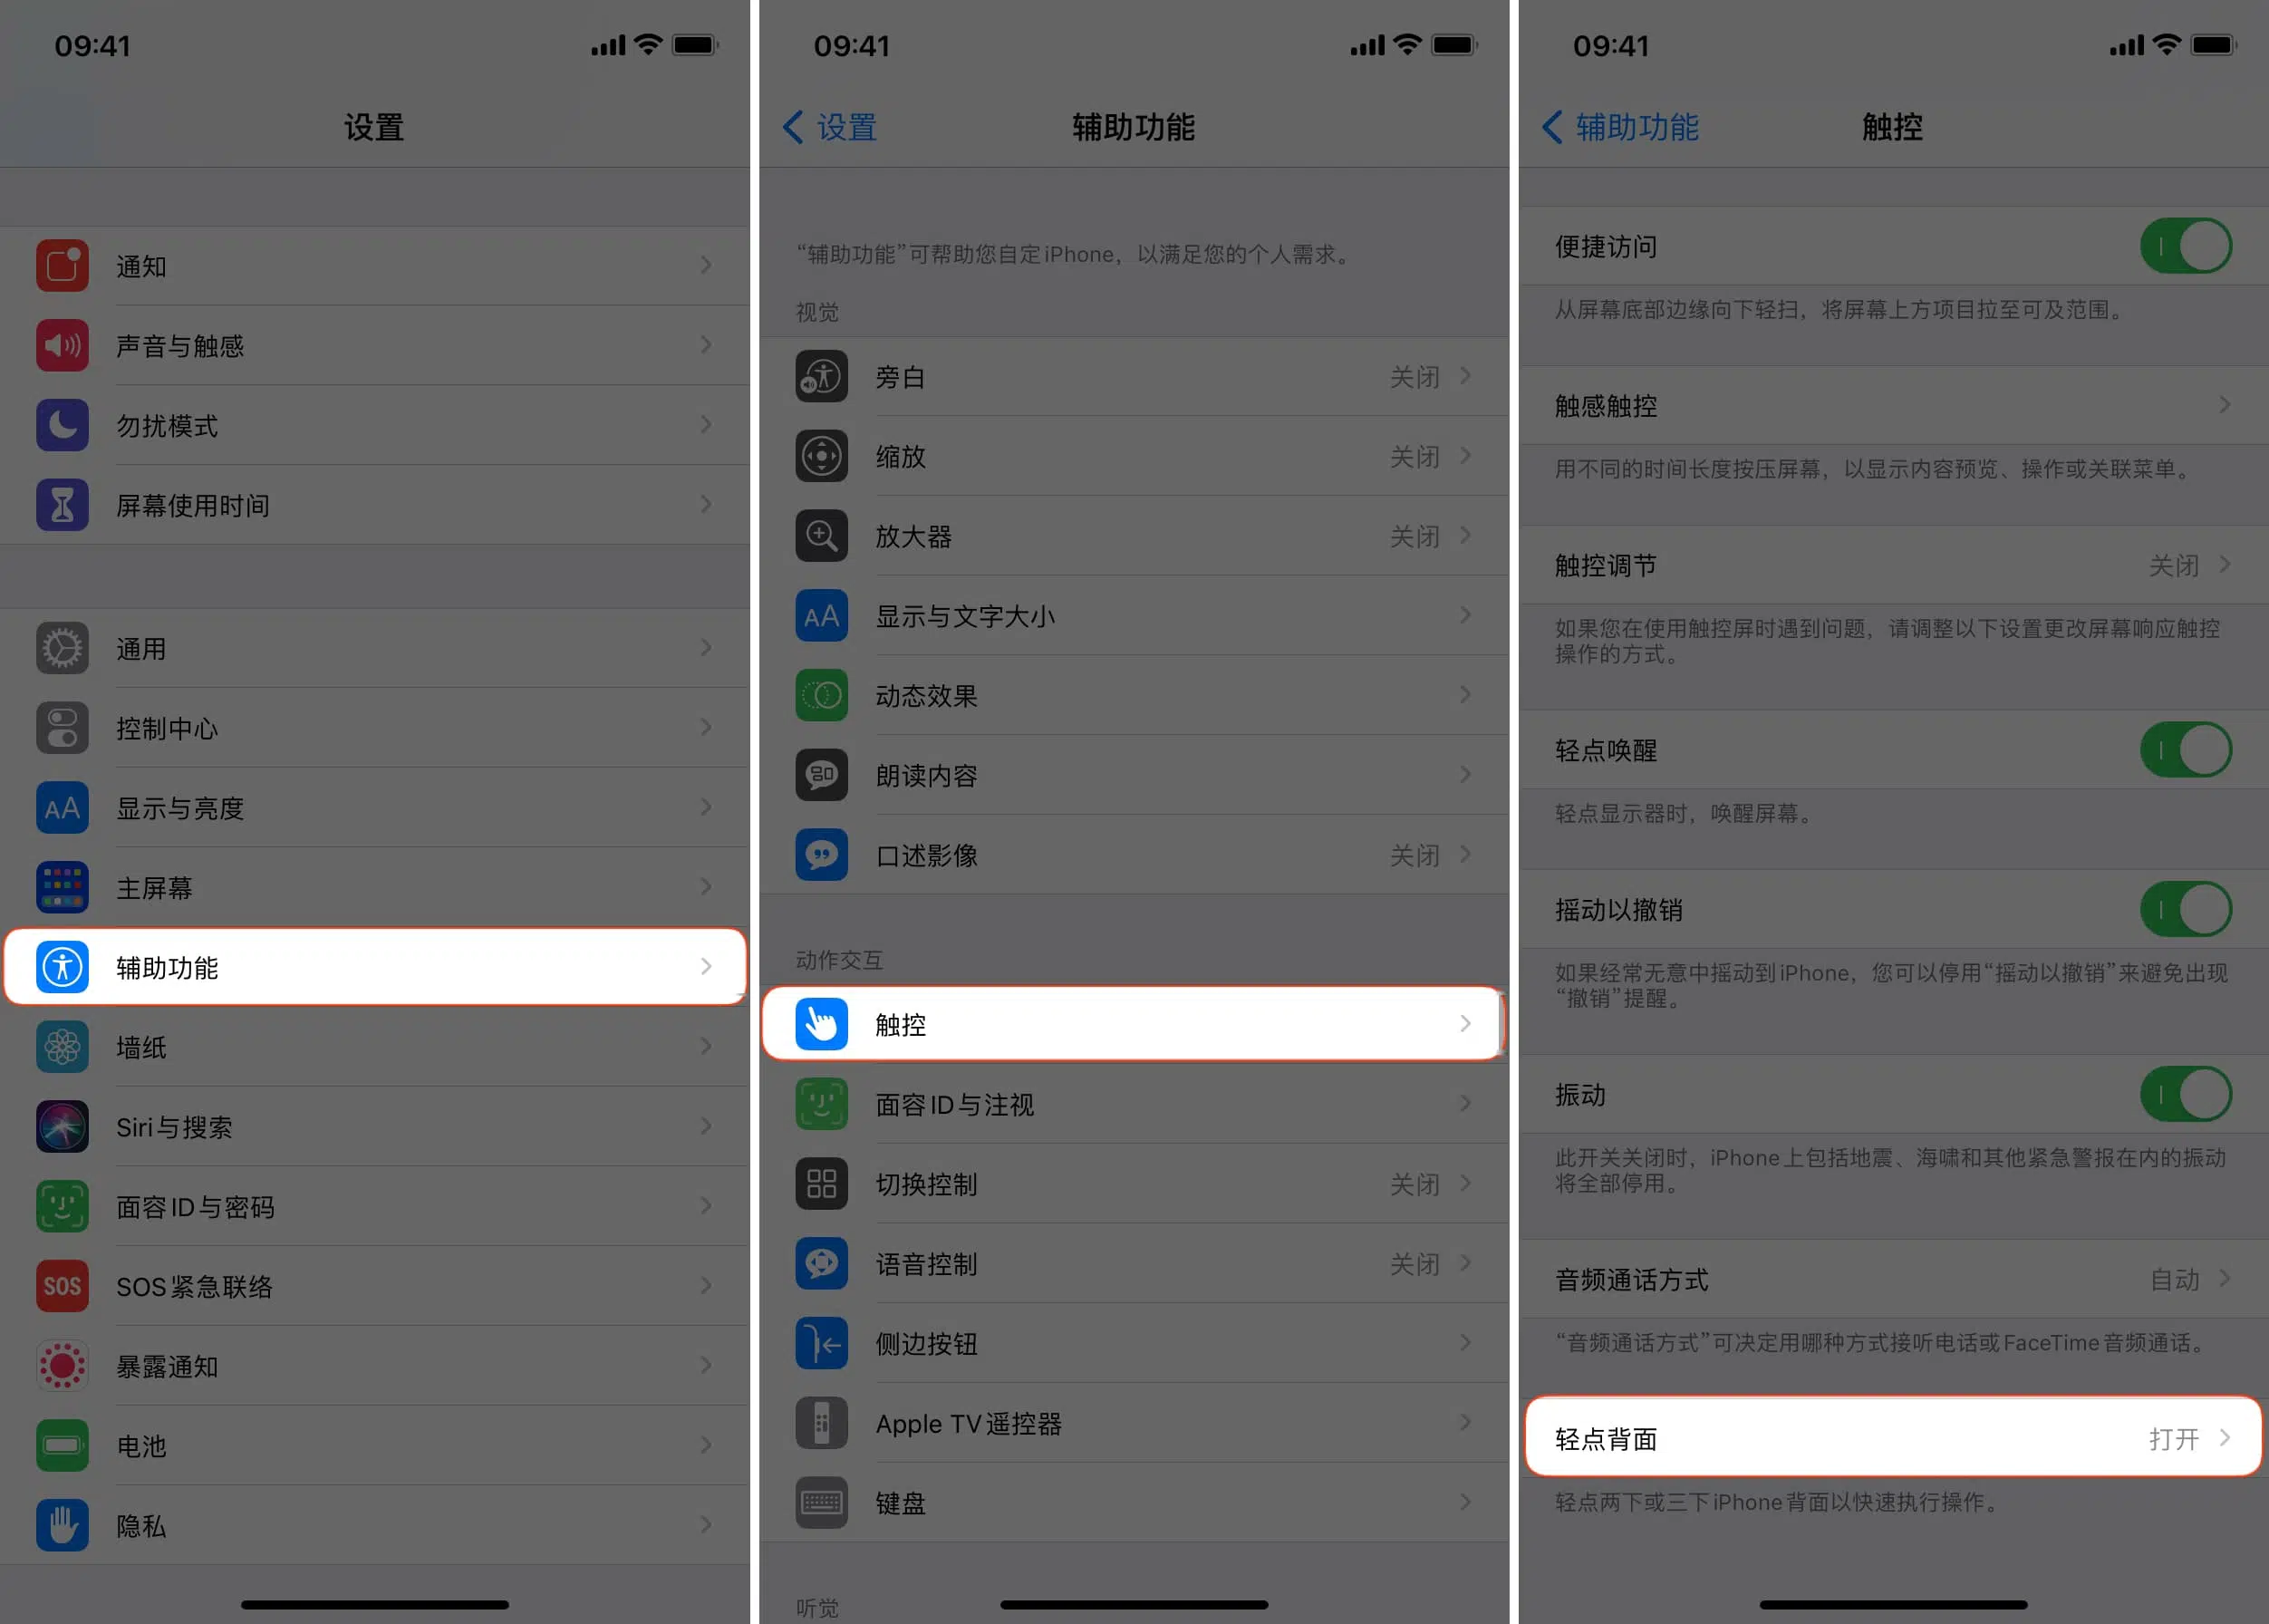 09:41
设置
通知
声音与触感
勿扰模式
屏幕使用时间
通用
控制中心
AA 显示与亮度
主屏幕
辅助功能
墙纸
Siri与搜索
面容ID与密码
SOS SOS紧急联络
暴露通知
电池
隐私
09:41
设置 辅助功能
“辅助功能”可帮助您自定iPhone，以满足您的个人需求。
视觉
旁白 关闭
缩放 关闭
放大器 关闭
AA 显示与文字大小
动态效果
朗读内容
口述影像 关闭
动作交互
触控
面容ID与注视
切换控制 关闭
语音控制 关闭
侧边按钮
Apple TV遥控器
键盘
听觉
09:41
辅助功能 触控
便捷访问
从屏幕底部边缘向下轻扫，将屏幕上方项目拉至可及范围。
触感触控
用不同的时间长度按压屏幕，以显示内容预览、操作或关联菜单。
触控调节 关闭
如果您在使用触控屏时遇到问题，请调整以下设置更改屏幕响应触控
操作的方式。
轻点唤醒
轻点显示器时，唤醒屏幕。
摇动以撤销
如果经常无意中摇动到iPhone，您可以停用“摇动以撤销”来避免出现
“撤销”提醒。
振动
此开关关闭时，iPhone上包括地震、海啸和其他紧急警报在内的振动
将全部停用。
音频通话方式 自动
“音频通话方式”可决定用哪种方式接听电话或FaceTime音频通话。
轻点背面 打开
轻点两下或三下iPhone背面以快速执行操作。